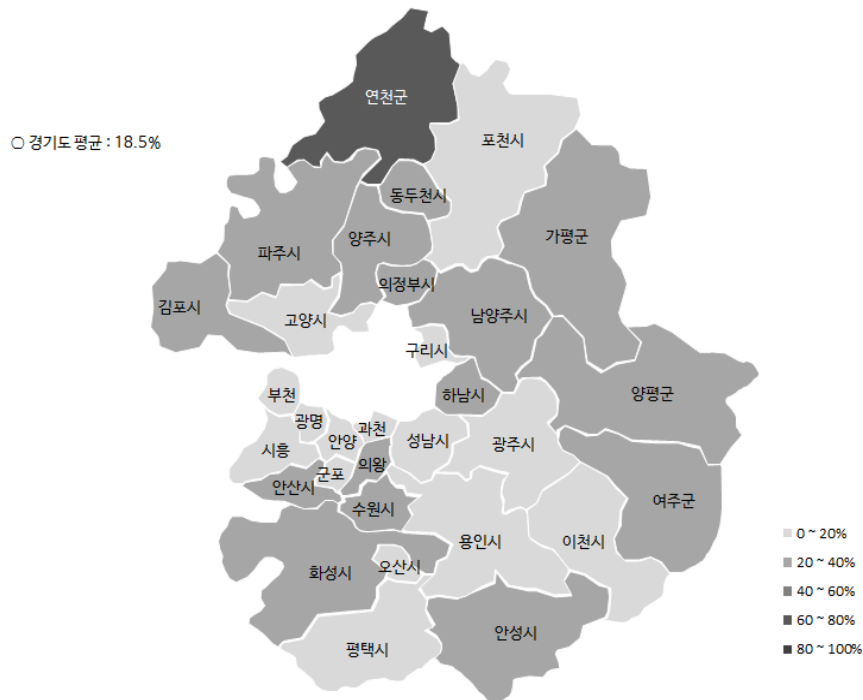 연천군
○ 경기도 평균 : 18.5%
포천시
동두천시
양주시
가평군
파주시
의정부시
김포시
고양시
남양주시
구리시
부천
하남시
양평군
광명
과천
시흥
안양
성남시
광주시
군포
의왕
안산시
수원시
여주군
용인시
이천시
화성시
오산시
안성시
평택시
0 ~ 20%
20 ~ 40%
40 ~ 60%
60 ~ 80%
80 ~ 100%